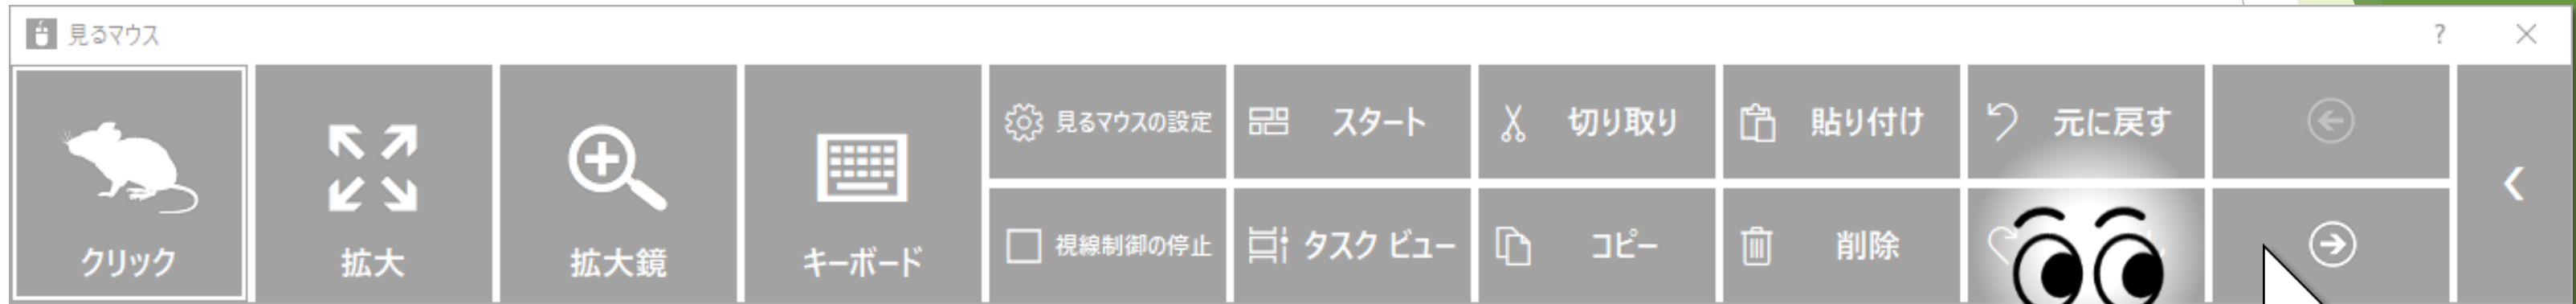 見るマウス
?
クリック
拡大
拡大鏡
キーボード
見るマウスの設定
視線制御の停止
スタート
タスク ビュー
切り取り
コピー
貼り付け
削除
元に戻す